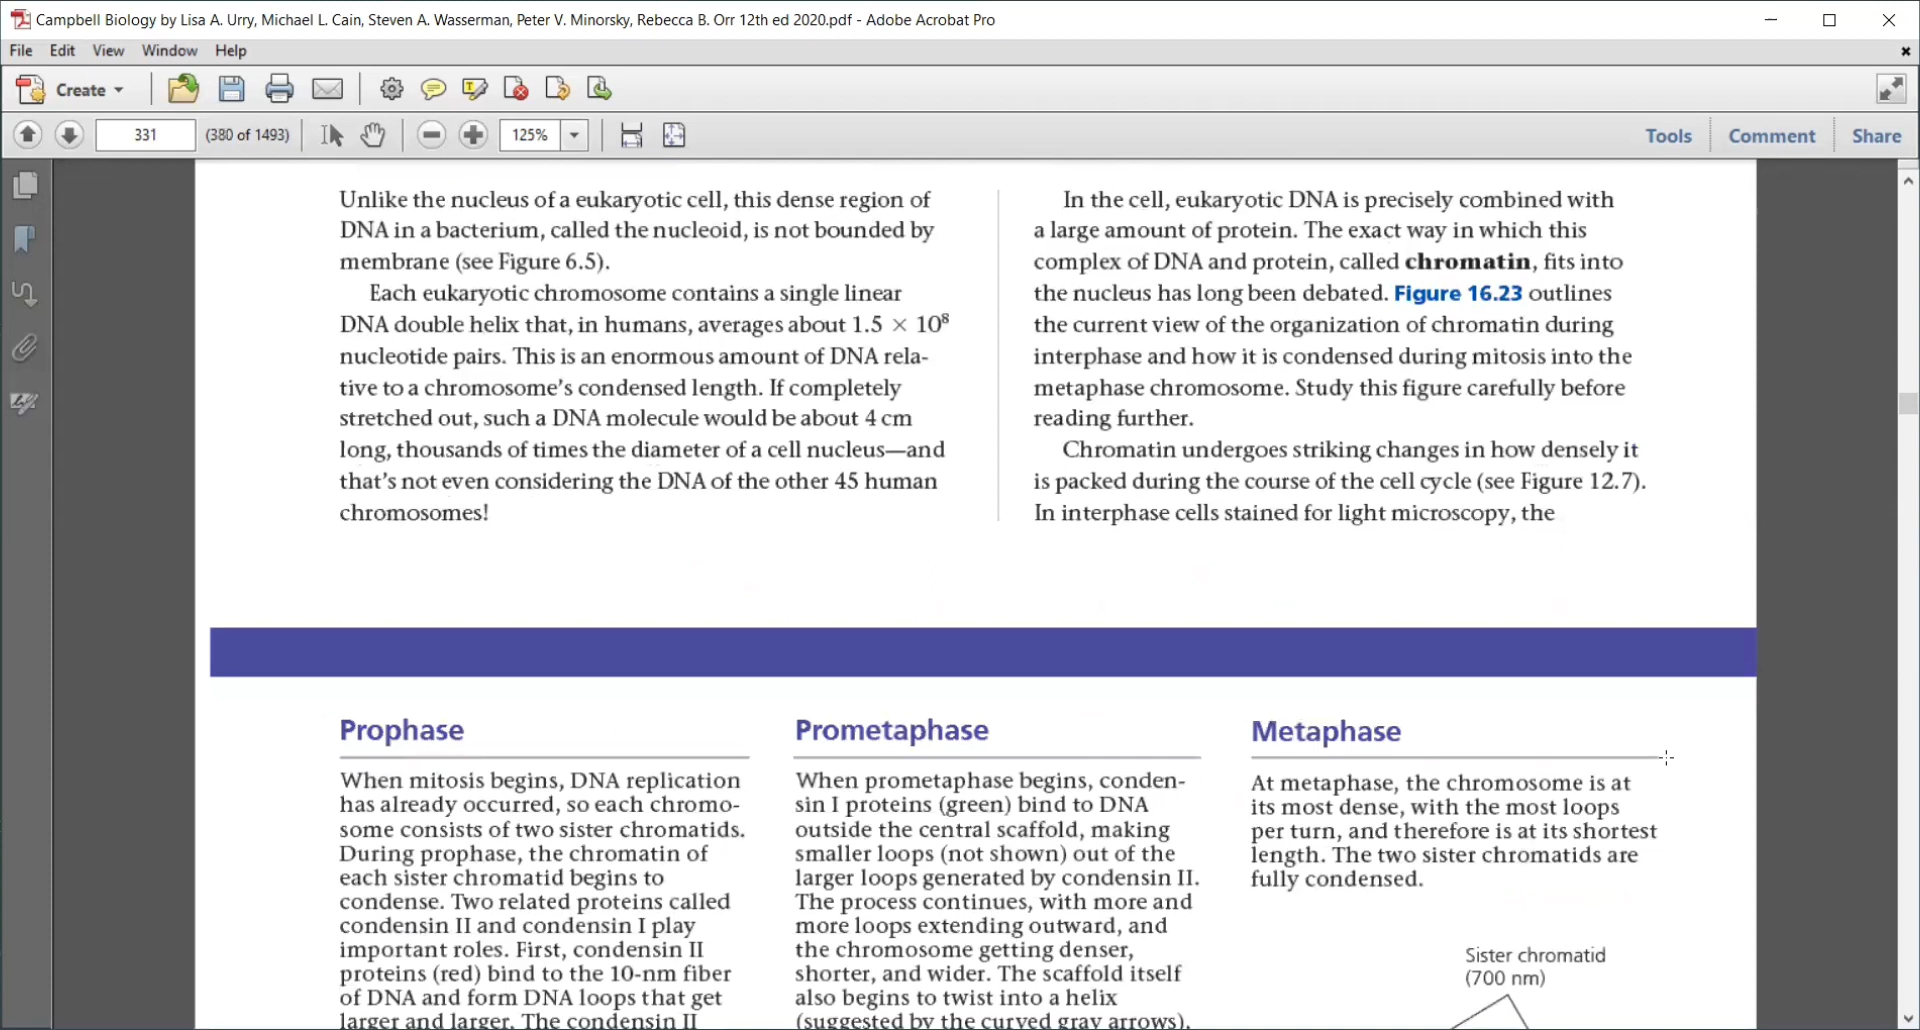 Campbell Biology by Lisa A. Urry, Michael L. Cain, Steven A. Wasserman, Peter V. Minorsky, Rebecca B. Orr 12th ed 2020.pdf - Adobe Acrobat Pro
File Edit View Window Help
Create
331 (380 of 1493) 125% Tools Comment Share
Unlike the nucleus of a eukaryotic cell, this dense region of
DNA in a bacterium, called the nucleoid, is not bounded by
membrane (see Figure 6.5).
Each eukaryotic chromosome contains a single linear
DNA double helix that, in humans, averages about 1.5 × 10⁸
nucleotide pairs. This is an enormous amount of DNA rela-
tive to a chromosome's condensed length. If completely
stretched out, such a DNA molecule would be about 4 cm
long, thousands of times the diameter of a cell nucleus—and
that's not even considering the DNA of the other 45 human
chromosomes!
In the cell, eukaryotic DNA is precisely combined with
a large amount of protein. The exact way in which this
complex of DNA and protein, called chromatin, fits into
the nucleus has long been debated. Figure 16.23 outlines
the current view of the organization of chromatin during
interphase and how it is condensed during mitosis into the
metaphase chromosome. Study this figure carefully before
reading further.
Chromatin undergoes striking changes in how densely it
is packed during the course of the cell cycle (see Figure 12.7).
In interphase cells stained for light microscopy, the
Prophase
When mitosis begins, DNA replication
has already occurred, so each chromo-
some consists of two sister chromatids.
During prophase, the chromatin of
each sister chromatid begins to
condense. Two related proteins called
condensin II and condensin I play
important roles. First, condensin II
proteins (red) bind to the 10-nm fiber
of DNA and form DNA loops that get
larger and larger. The condensin II
Prometaphase
When prometaphase begins, conden-
sin I proteins (green) bind to DNA
outside the central scaffold, making
smaller loops (not shown) out of the
larger loops generated by condensin II.
The process continues, with more and
more loops extending outward, and
the chromosome getting denser,
shorter, and wider. The scaffold itself
also begins to twist into a helix
(suggested by the curved gray arrows).
Metaphase
At metaphase, the chromosome is at
its most dense, with the most loops
per turn, and therefore is at its shortest
length. The two sister chromatids are
fully condensed.
Sister chromatid
(700 nm)